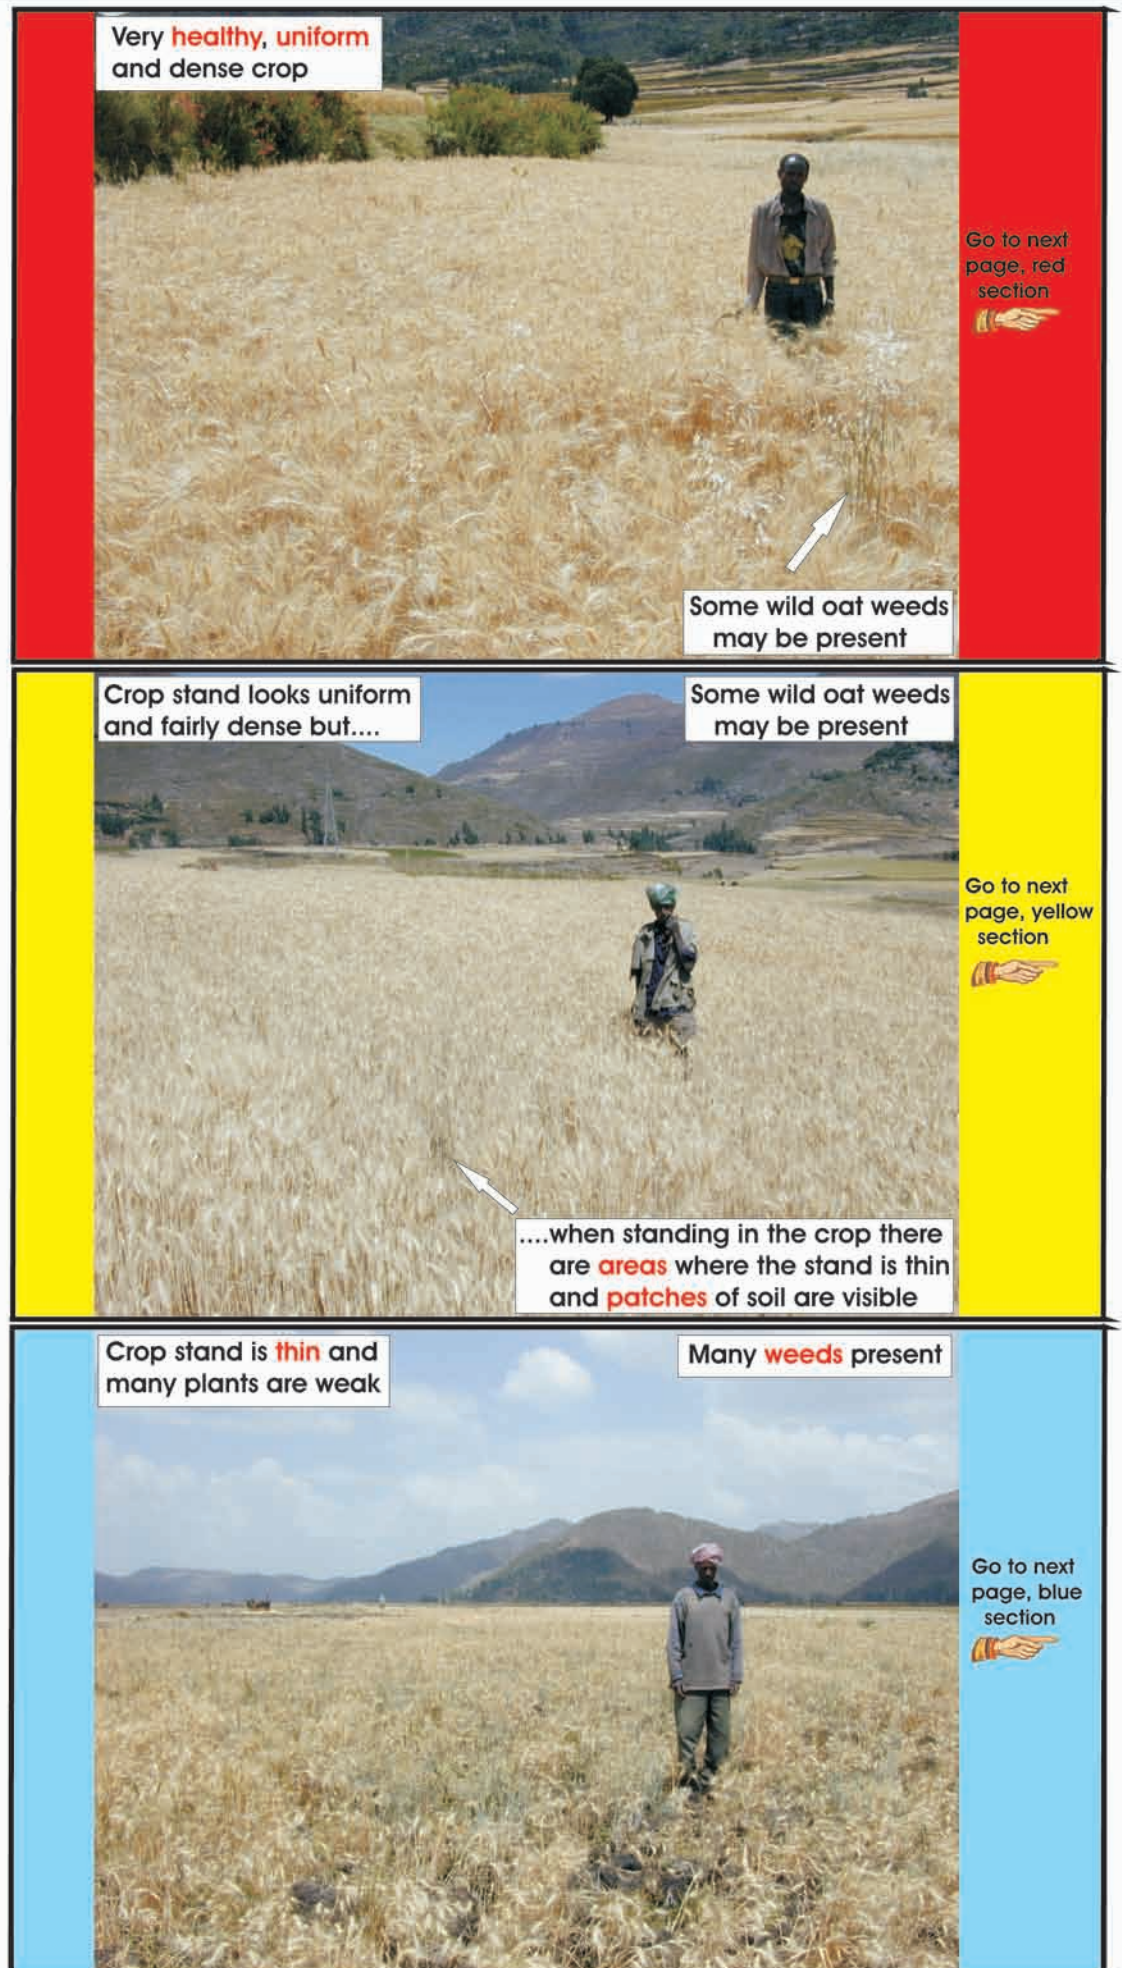 Very healthy, uniform
and dense crop
Go to next
page, red
section
Some wild oat weeds
may be present
Crop stand looks uniform
and fairly dense but....
Some wild oat weeds
may be present
Go to next
page, yellow
section
....when standing in the crop there
are areas where the stand is thin
and patches of soil are visible
Crop stand is thin and
many plants are weak
Many weeds present
Go to next
page, blue
section